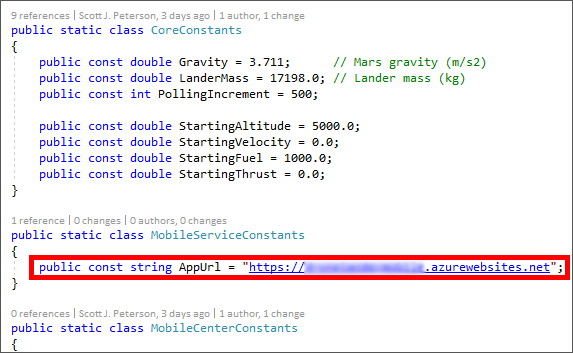 9 references | Scott J. Peterson, 3 days ago | 1 author, 1 change
public static class CoreConstants
{
public const double Gravity = 3.711; // Mars gravity (m/s2)
public const double LanderMass = 17198.0; // Lander mass (kg)
public const int PollingIncrement = 500;
public const double StartingAltitude = 5000.0;
public const double StartingVelocity = 0.0;
public const double StartingFuel = 1000.0;
public const double StartingThrust = 0.0;
}
1 reference | 0 changes | 0 authors, 0 changes
public static class MobileServiceConstants
{
public const string AppUrl = "https://.azurewebsites.net";
}
0 references | Scott J. Peterson, 3 days ago | 1 author, 1 change
public static class MobileCenterConstants
{